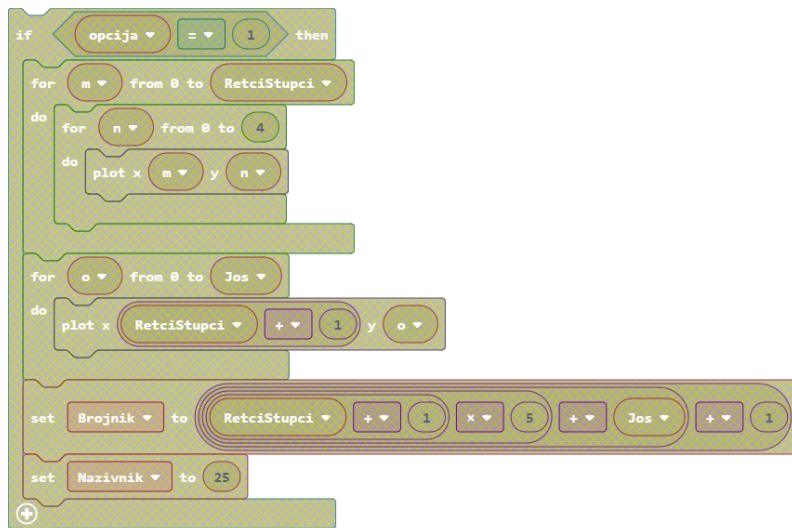 if opcija = 1 then
for m from 0 to RetciStupci
do
for n from 0 to 4
do
plot x m y n
for o from 0 to Jos
do
plot x RetciStupci + 1 y o
set Brojnik to RetciStupci + 1 × 5 + Jos + 1
set Nazivnik to 25